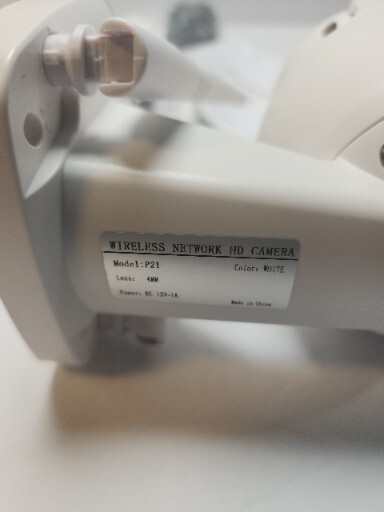 WIRELESS NETWORK HD CAMERA
Model:P21 Color: WHITE
Lens: 4MM
Power: DC 12V-1A
Made in China